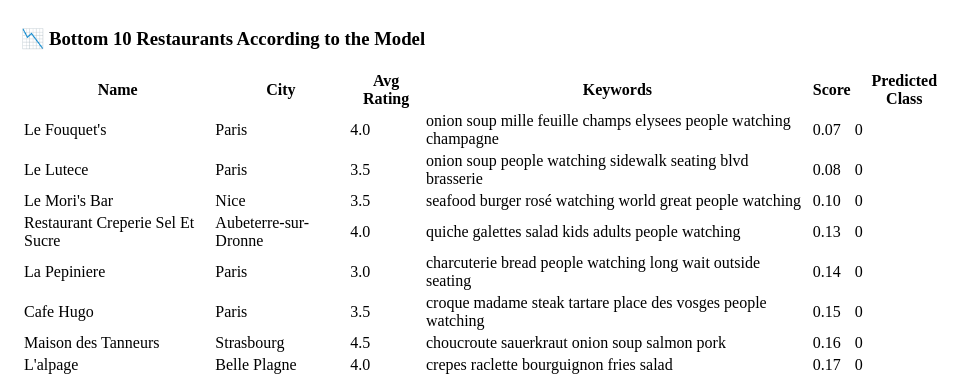 📉 Bottom 10 Restaurants According to the Model
Name City Avg Rating Keywords Score Predicted Class
Le Fouquet's Paris 4.0 onion soup mille feuille champs elysees people watching champagne 0.07 0
Le Lutece Paris 3.5 onion soup people watching sidewalk seating blvd brasserie 0.08 0
Le Mori's Bar Nice 3.5 seafood burger rosé watching world great people watching 0.10 0
Restaurant Creperie Sel Et Sucre Aubeterre-sur-Dronne 4.0 quiche galettes salad kids adults people watching 0.13 0
La Pepiniere Paris 3.0 charcuterie bread people watching long wait outside seating 0.14 0
Cafe Hugo Paris 3.5 croque madame steak tartare place des vosges people watching 0.15 0
Maison des Tanneurs Strasbourg 4.5 choucroute sauerkraut onion soup salmon pork 0.16 0
L'alpage Belle Plagne 4.0 crepes raclette bourguignon fries salad 0.17 0